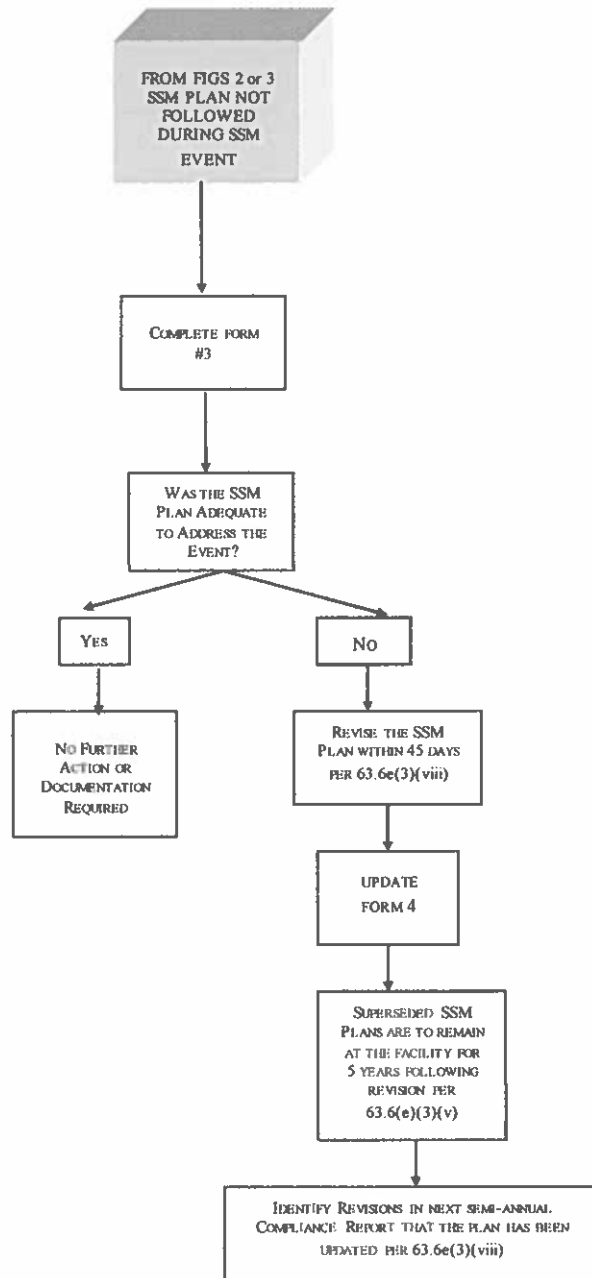 FROM FIGS 2 or 3
SSM PLAN NOT
FOLLOWED
DURING SSM
EVENT
COMPLETE FORM
#3
WAS THE SSM
PLAN ADEQUATE
TO ADDRESS THE
EVENT?
YES
NO
NO FURTHER
ACTION OR
DOCUMENTATION
REQUIRED
REVISE THE SSM
PLAN WITHIN 45 DAYS
PER 63.6e(3)(viii)
UPDATE
FORM 4
SUPERSEDED SSM
PLANS ARE TO REMAIN
AT THE FACILITY FOR
5 YEARS FOLLOWING
REVISION PER
63.6(e)(3)(v)
IDENTIFY REVISIONS IN NEXT SEMI-ANNUAL
COMPLIANCE REPORT THAT THE PLAN HAS BEEN
UPDATED PER 63.6e(3)(viii)